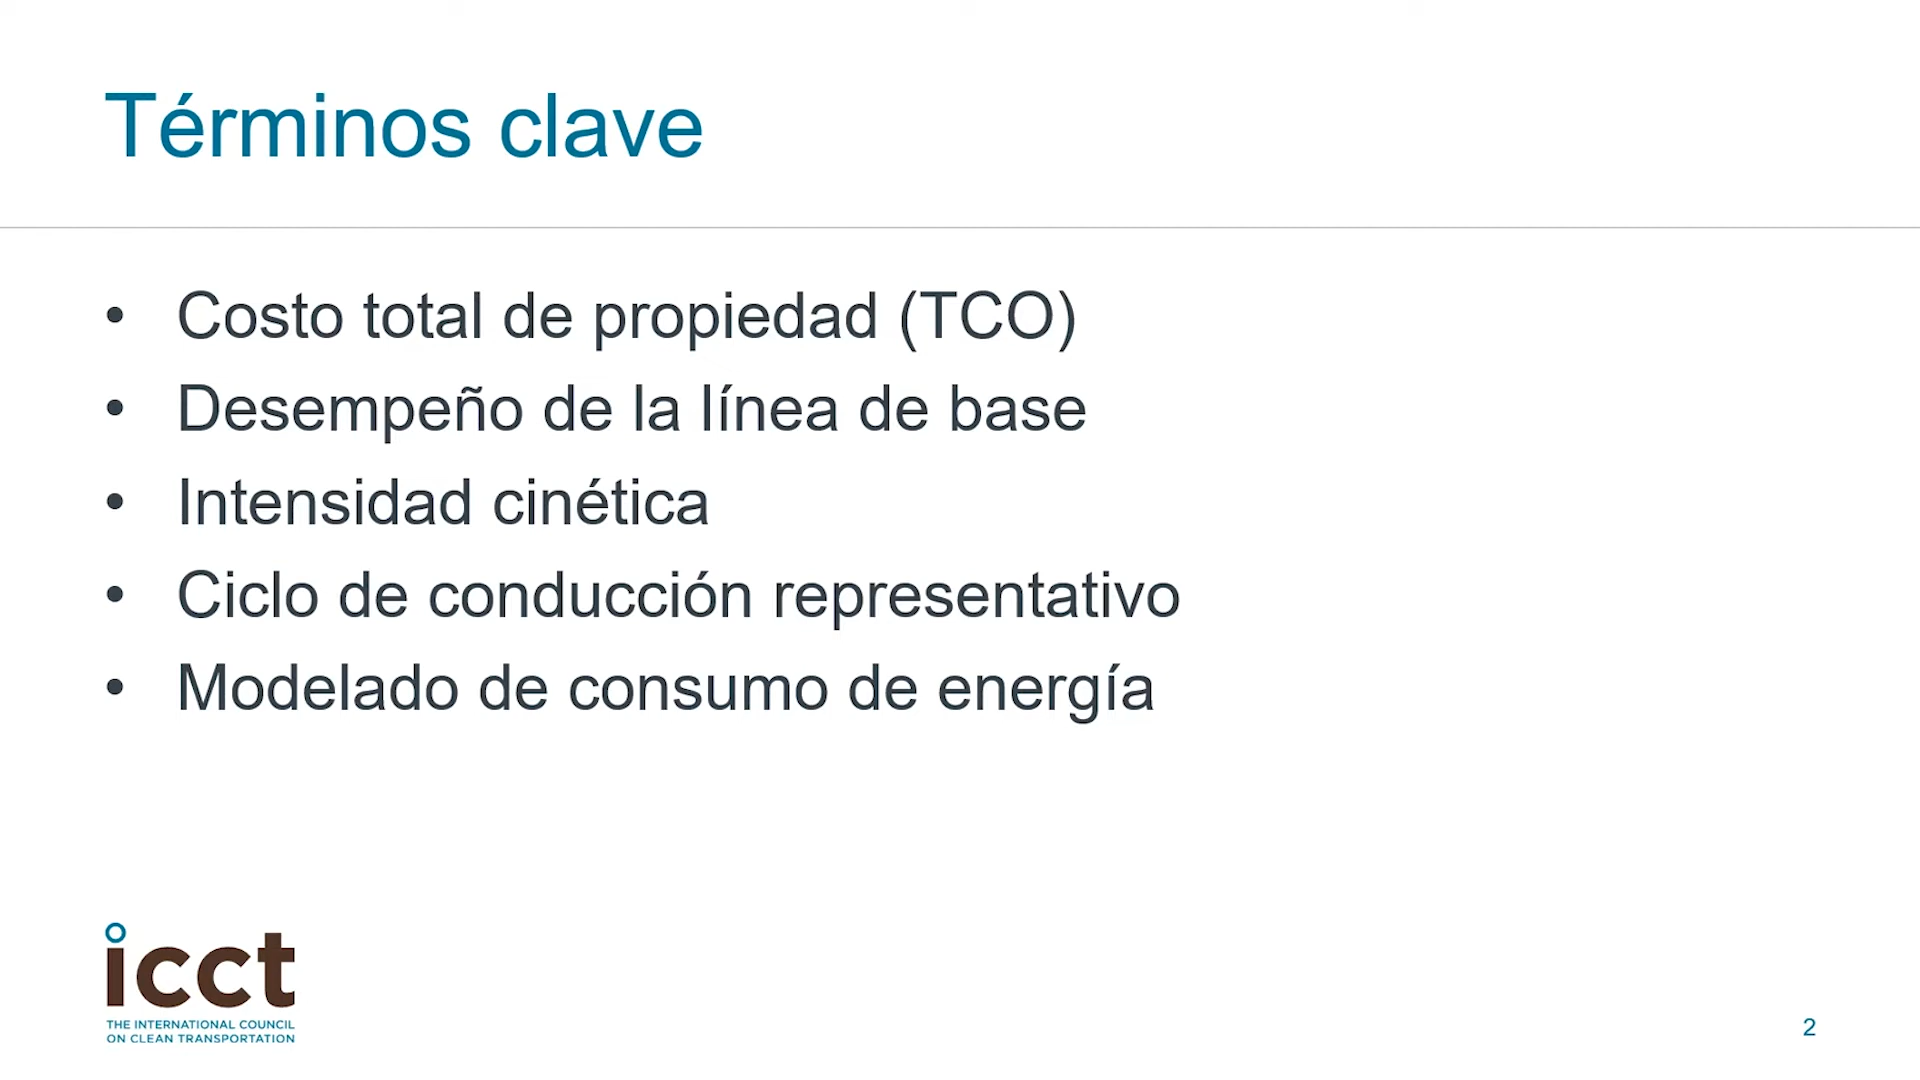 Términos clave
• Costo total de propiedad (TCO)
• Desempeño de la línea de base
• Intensidad cinética
• Ciclo de conducción representativo
• Modelado de consumo de energía
icct
THE INTERNATIONAL COUNCIL
ON CLEAN TRANSPORTATION
2